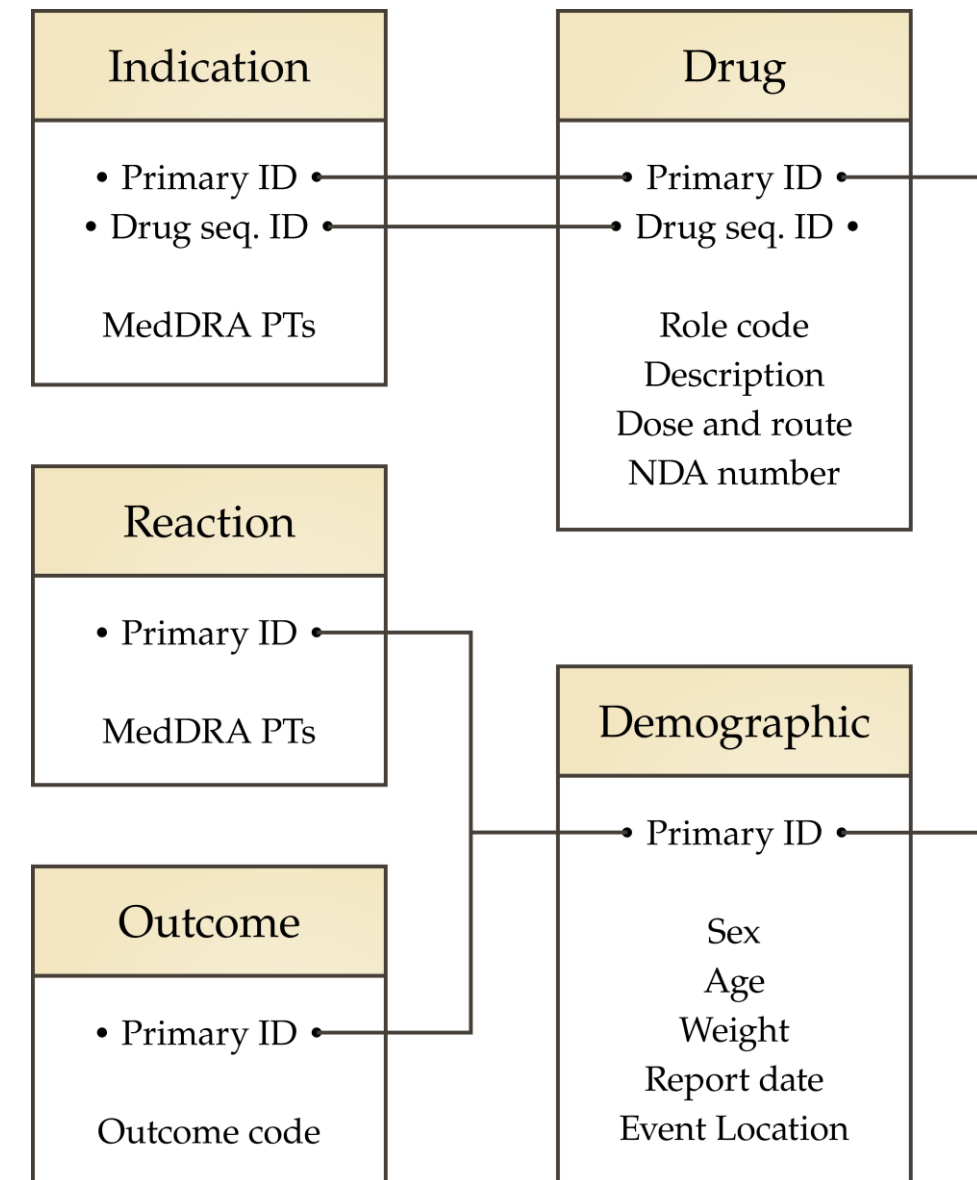 Indication
• Primary ID •
• Drug seq. ID •
MedDRA PTs
Drug
• Primary ID •
• Drug seq. ID •
Role code
Description
Dose and route
NDA number
Reaction
• Primary ID •
MedDRA PTs
Demographic
• Primary ID •
Sex
Age
Weight
Report date
Event Location
Outcome
• Primary ID •
Outcome code